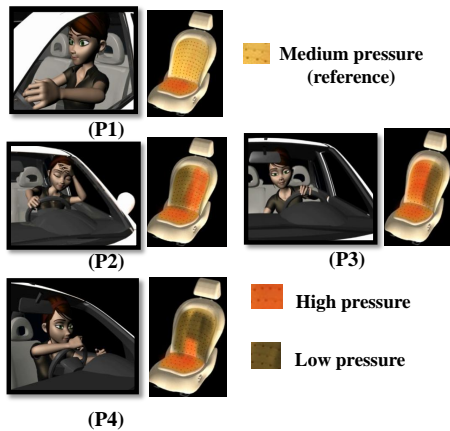 Medium pressure
(reference)
(P1)
(P2)
(P3)
High pressure
Low pressure
(P4)